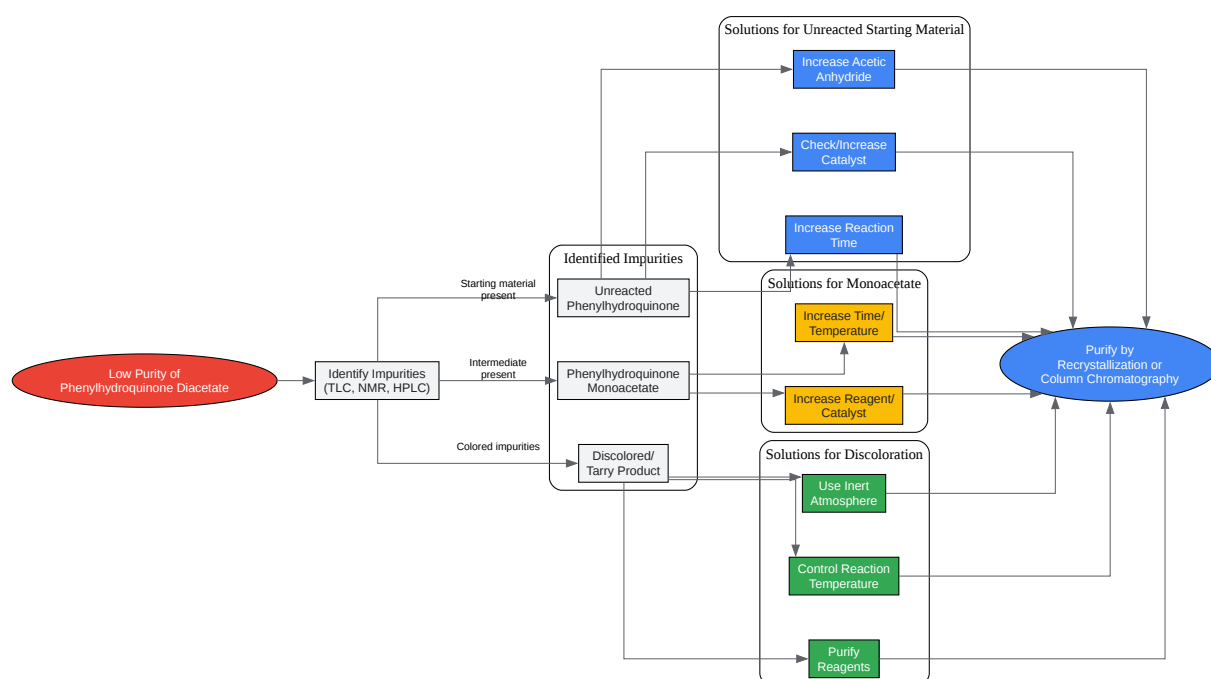 Solutions for Unreacted Starting Material
Increase Acetic
Anhydride
Check/Increase
Catalyst
Increase Reaction
Time
Identified Impurities
Starting material
present
Unreacted
Phenylhydroquinone
Solutions for Monoacetate
Increase Time/
Temperature
Low Purity of
Phenylhydroquinone Diacetate
Identify Impurities
(TLC, NMR, HPLC)
Intermediate
present
Phenylhydroquinone
Monoacetate
Increase Reagent/
Catalyst
Purify by
Recrystallization or
Column Chromatography
Colored impurities
Discolored/
Tarry Product
Solutions for Discoloration
Use Inert
Atmosphere
Control Reaction
Temperature
Purify
Reagents